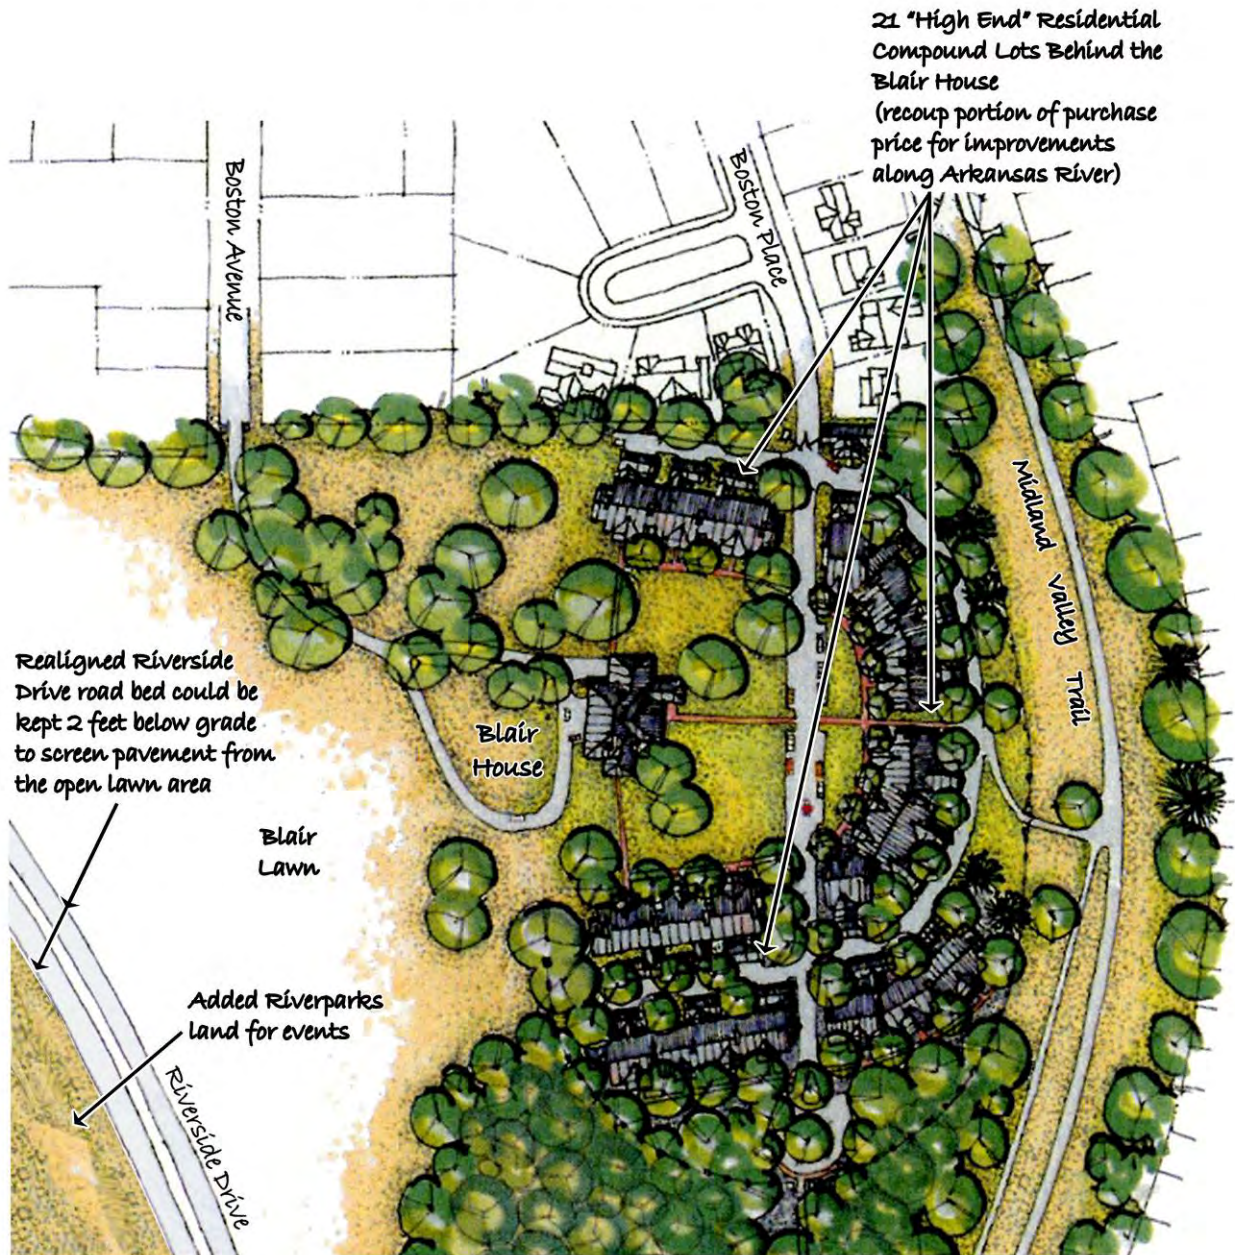 21 "High End" Residential
Compound Lots Behind the
Blair House
(recoup portion of purchase
price for improvements
along Arkansas River)
Boston Avenue
Boston Place
Midland Valley Trail
Realigned Riverside
Drive road bed could be
kept 2 feet below grade
to screen pavement from
the open lawn area
Blair
House
Blair
Lawn
Added Riverparks
land for events
Riverside Drive